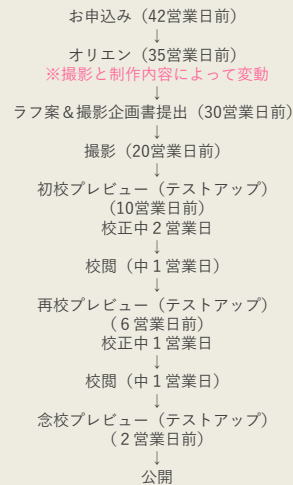 お申込み（42営業日前）
↓
オリエン（35営業日前）
※撮影と制作内容によって変動
↓
ラフ案＆撮影企画書提出（30営業日前）
↓
撮影（20営業日前）
↓
初校プレビュー（テストアップ）
(10営業日前）
校正中２営業日
↓
校閲（中１営業日）
↓
再校プレビュー（テストアップ）
（６営業日前）
校正中１営業日
↓
校閲（中１営業日）
↓
念校プレビュー（テストアップ）
（２営業日前）
↓
公開